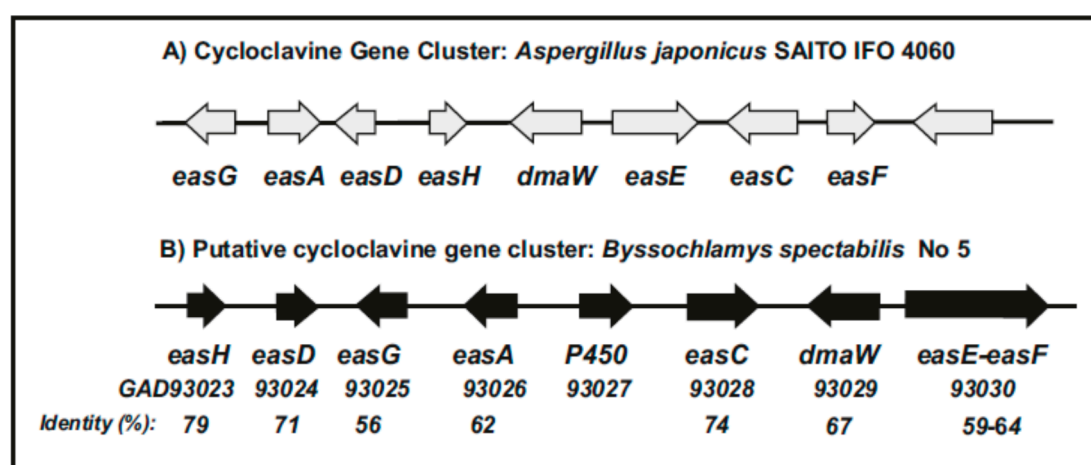 A) Cycloclavine Gene Cluster: Aspergillus japonicus SAITO IFO 4060
easG easA easD easH dmaW easE easC easF
B) Putative cycloclavine gene cluster: Byssochlamys spectabilis No 5
easH easD easG easA P450 easC dmaW easE-easF
GAD93023 93024 93025 93026 93027 93028 93029 93030
Identity (%): 79 71 56 62 74 67 59-64